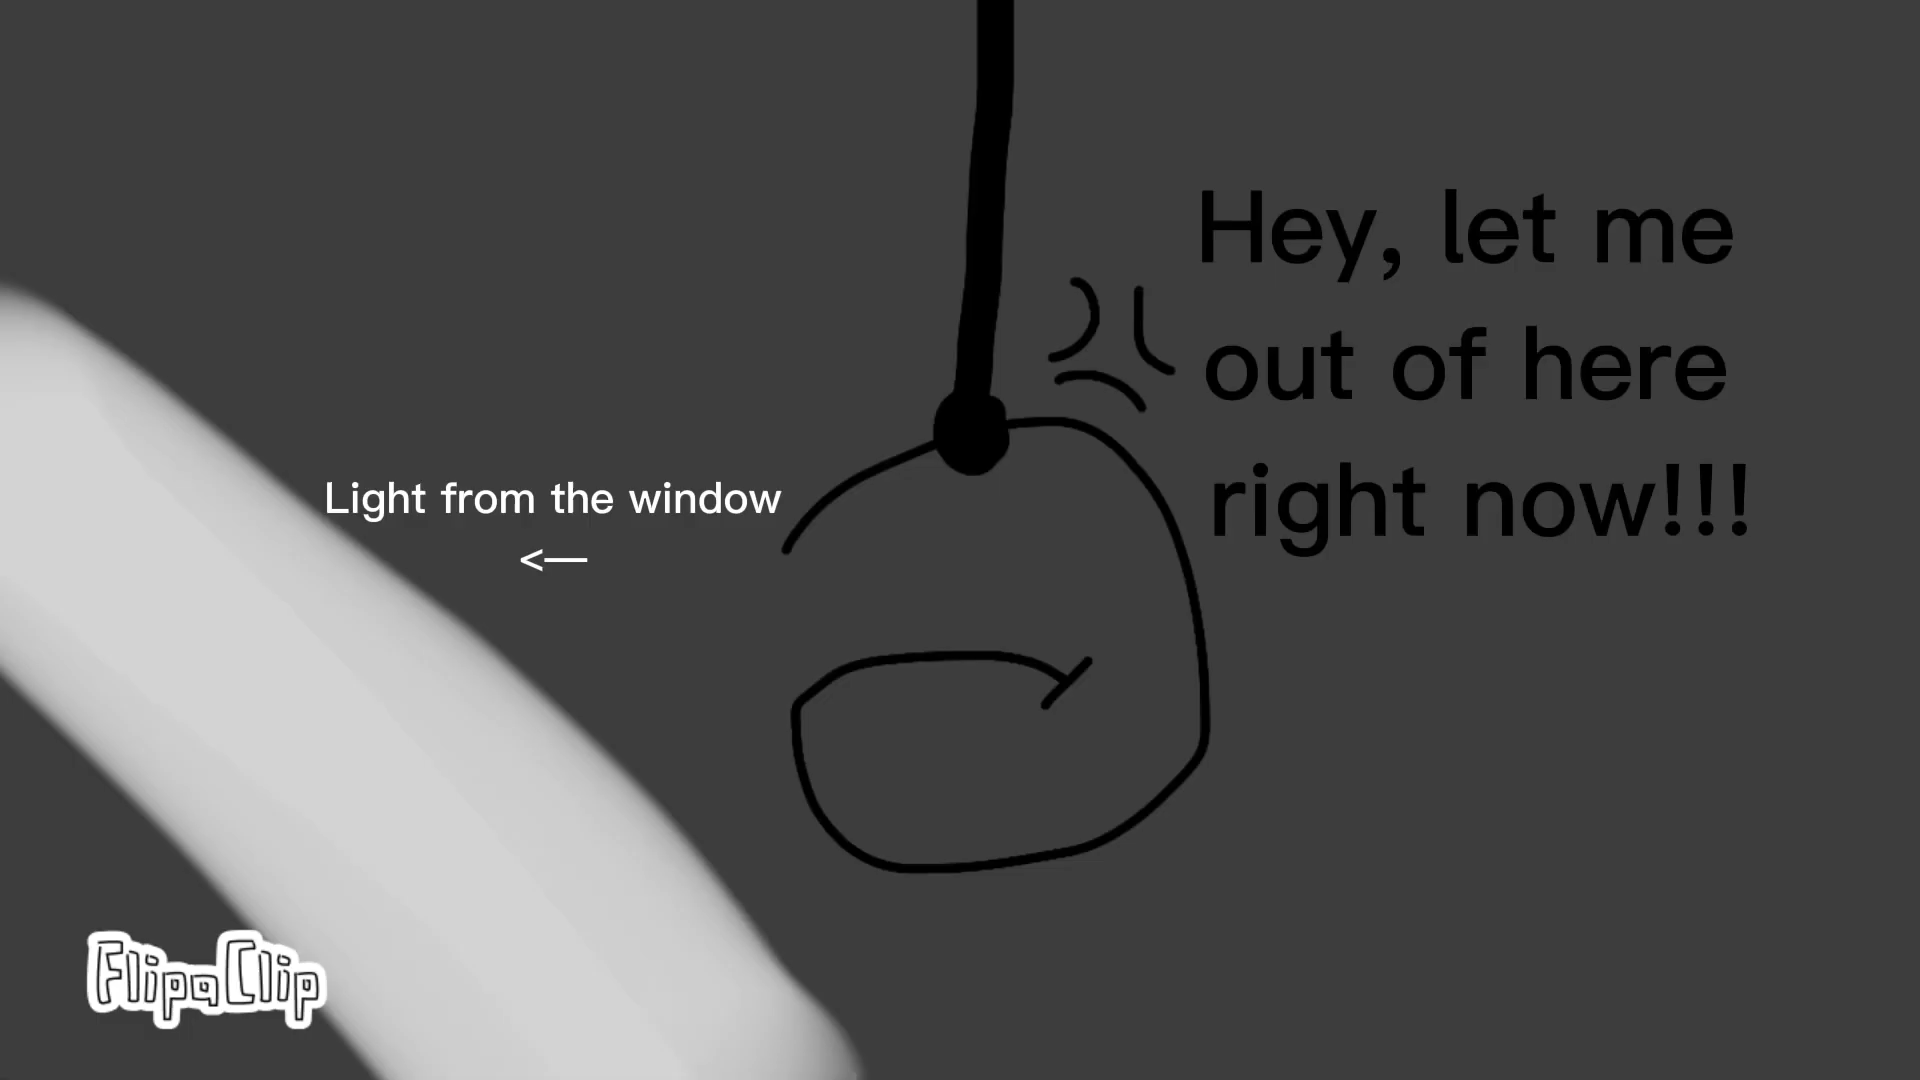 Hey, let me
out of here
right now!!!
Light from the window
<—
FlipaClip